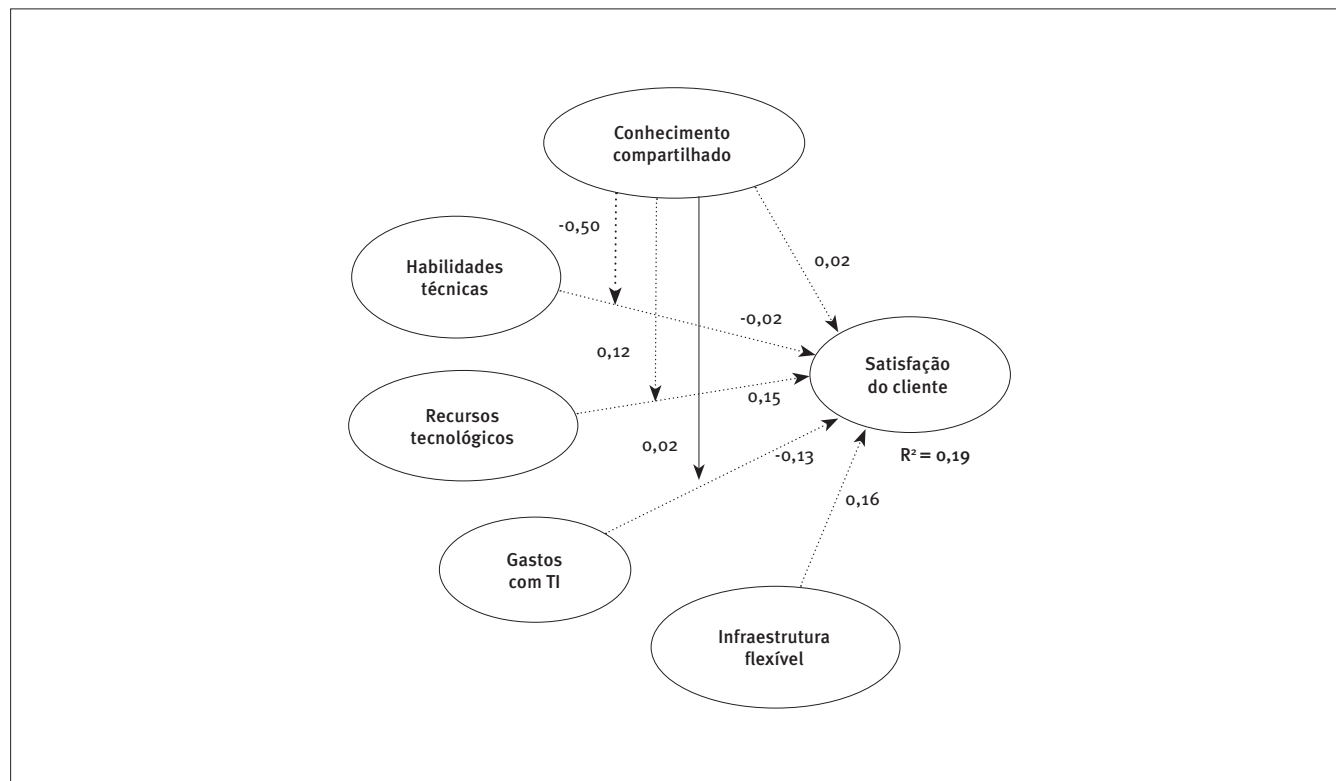 Conhecimento
compartilhado
-0,50
Habilidades
técnicas
0,02
-0,02
0,12
Satisfação
do cliente
0,15
Recursos
tecnológicos
0,02
-0,13
R² = 0,19
0,16
Gastos
com TI
Infraestrutura
flexível